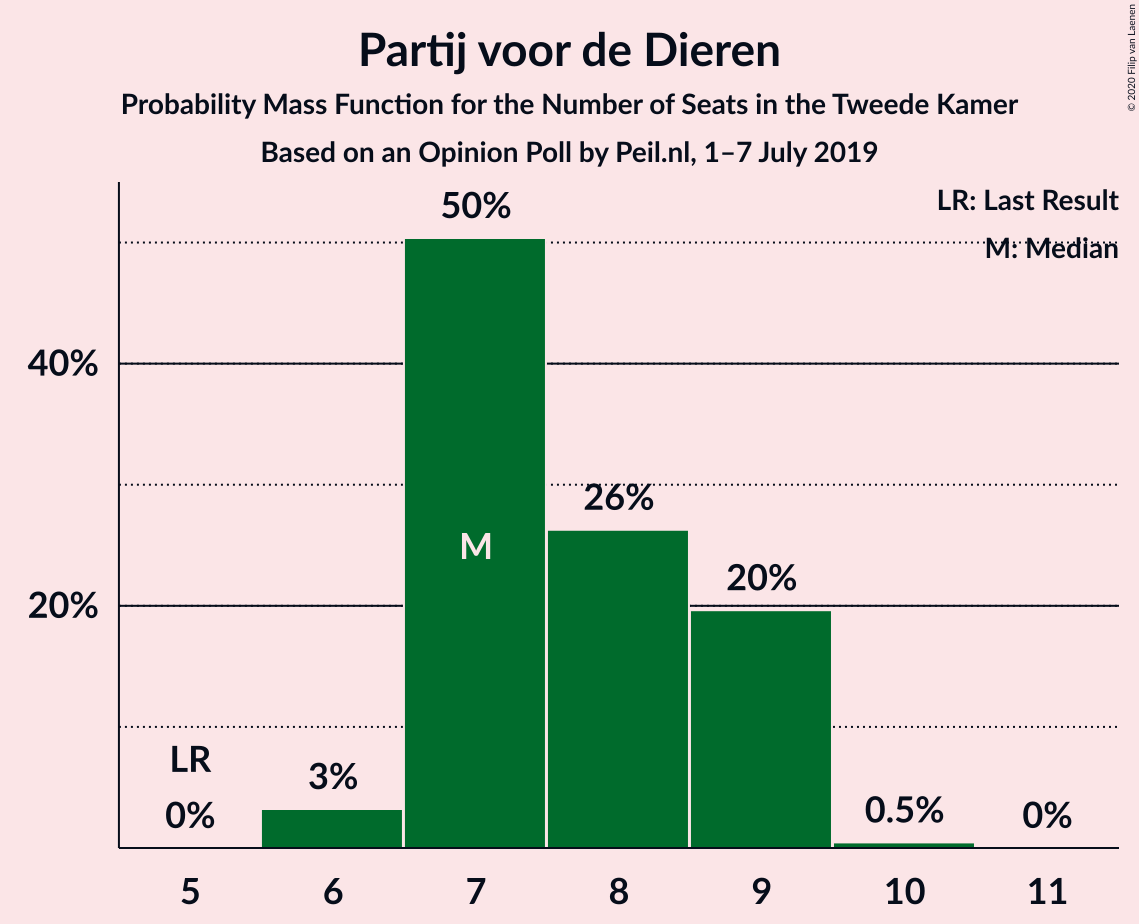 Partij voor de Dieren
Probability Mass Function for the Number of Seats in the Tweede Kamer
Based on an Opinion Poll by Peil.nl, 1–7 July 2019
© 2020 Filip van Laenen
LR: Last Result
M: Median
50%
40%
26%
M
20%
20%
LR
3%
0%
0.5%
0%
5 6 7 8 9 10 11